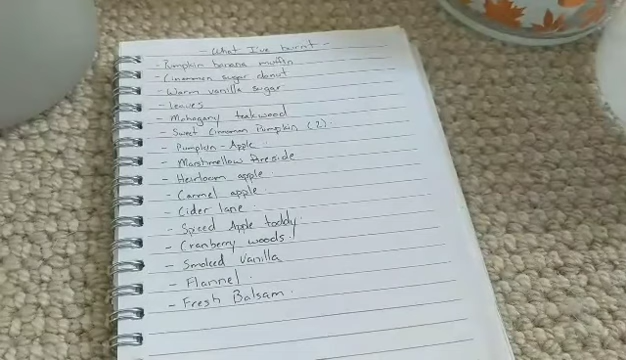 - What I've burnt -
- Pumpkin banana muffin
- Cinnamon sugar donut
- Warm vanilla sugar
- Leaves
- Mahogany teakwood
- Sweet Cinnamon Pumpkin (2)
- Pumpkin Apple
- Marshmellow fireside
- Heirloom apple
- Carmel apple
- Cider lane
- Spiced Apple toddy
- Cranberry woods
- Smoked Vanilla
- Flannel
- Fresh Balsam